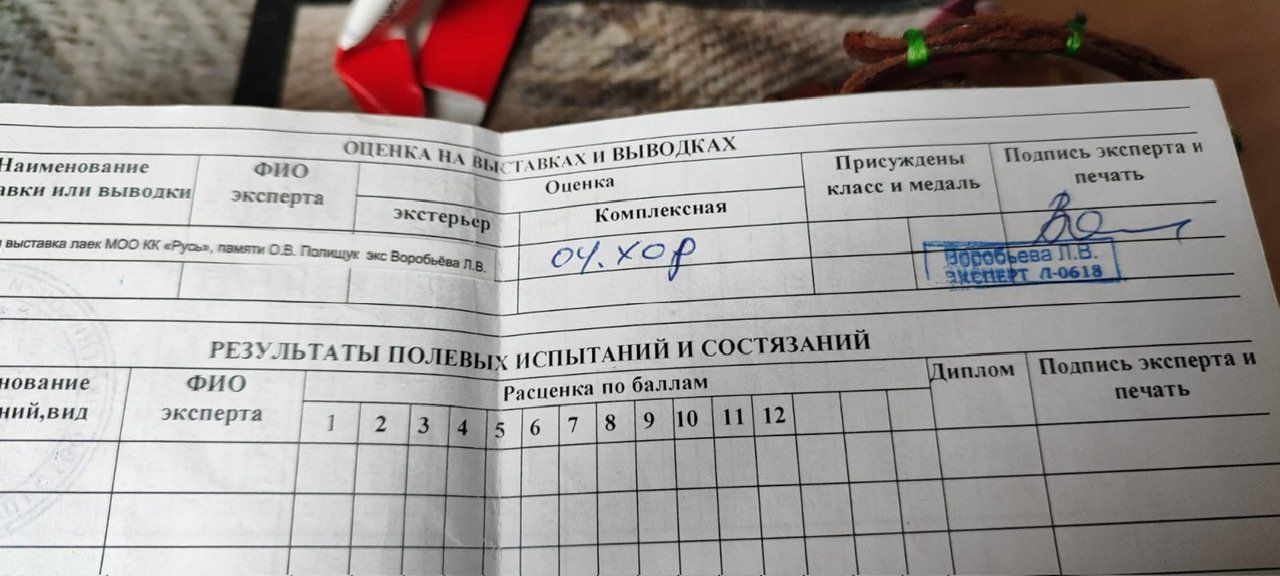 ОЦЕНКА НА ВЫСТАВКАХ И ВЫВОДКАХ
Наименование ФИО Оценка Присуждены Подпись эксперта и
авки или выводки эксперта экстерьер Комплексная класс и медаль печать
выставка лаек МОО КК «Русь», памяти О.В. Полищук экс Воробьёва Л.В. оч. хор
Воробьева Л.В.
ЭКСПЕРТ Л-0618
РЕЗУЛЬТАТЫ ПОЛЕВЫХ ИСПЫТАНИЙ И СОСТЯЗАНИЙ
нование ФИО Расценка по баллам Диплом Подпись эксперта и
ний,вид эксперта 1 2 3 4 5 6 7 8 9 10 11 12 печать